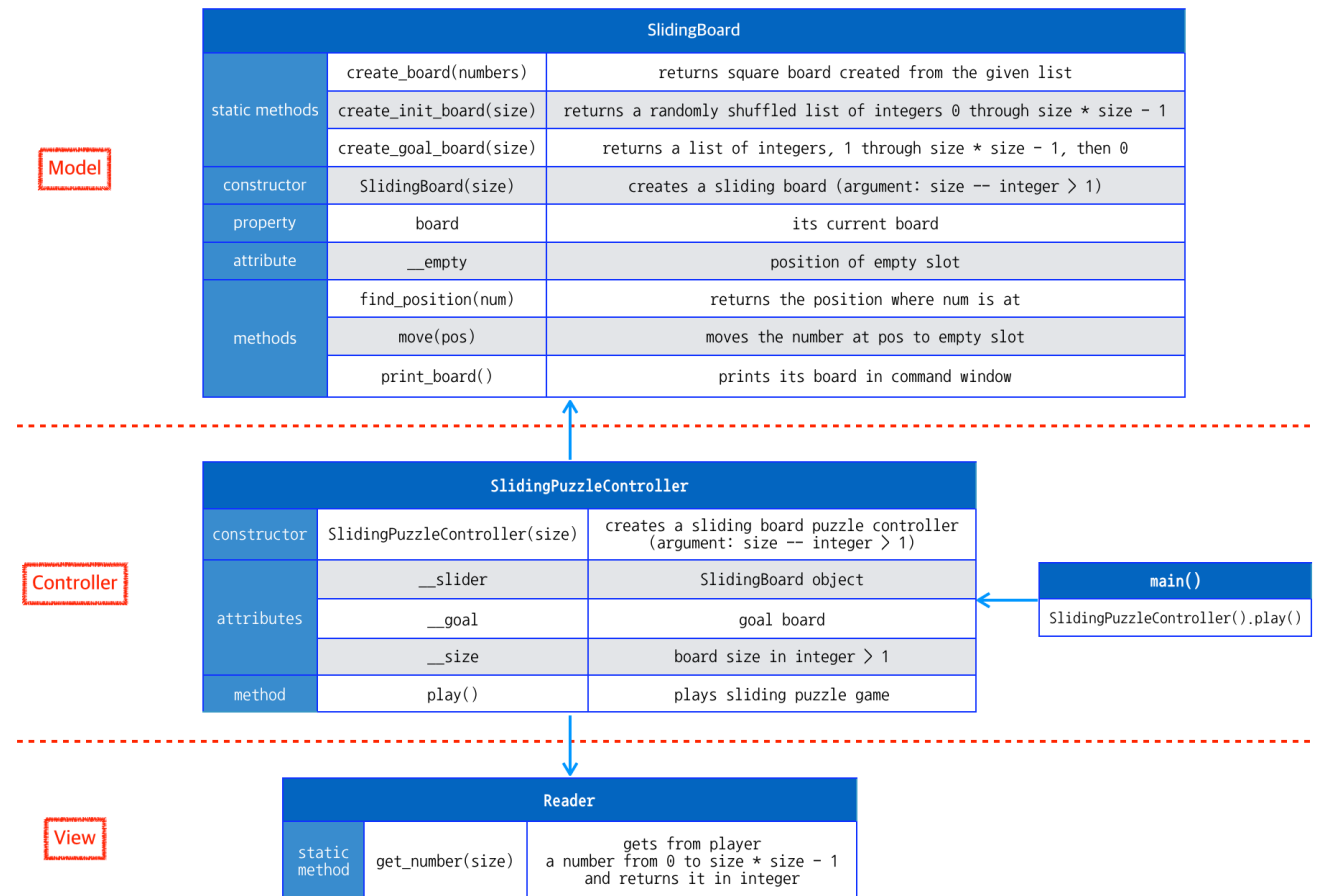 SlidingBoard
static methods
create_board(numbers)
returns square board created from the given list
create_init_board(size)
returns a randomly shuffled list of integers 0 through size * size - 1
create_goal_board(size)
returns a list of integers, 1 through size * size - 1, then 0
constructor
SlidingBoard(size)
creates a sliding board (argument: size -- integer > 1)
property
board
its current board
attribute
__empty
position of empty slot
methods
find_position(num)
returns the position where num is at
move(pos)
moves the number at pos to empty slot
print_board()
prints its board in command window
Model
SlidingPuzzleController
constructor
SlidingPuzzleController(size)
creates a sliding board puzzle controller
(argument: size -- integer > 1)
attributes
__slider
SlidingBoard object
__goal
goal board
__size
board size in integer > 1
method
play()
plays sliding puzzle game
Controller
main()
SlidingPuzzleController().play()
Reader
static
method
get_number(size)
gets from player
a number from 0 to size * size - 1
and returns it in integer
View